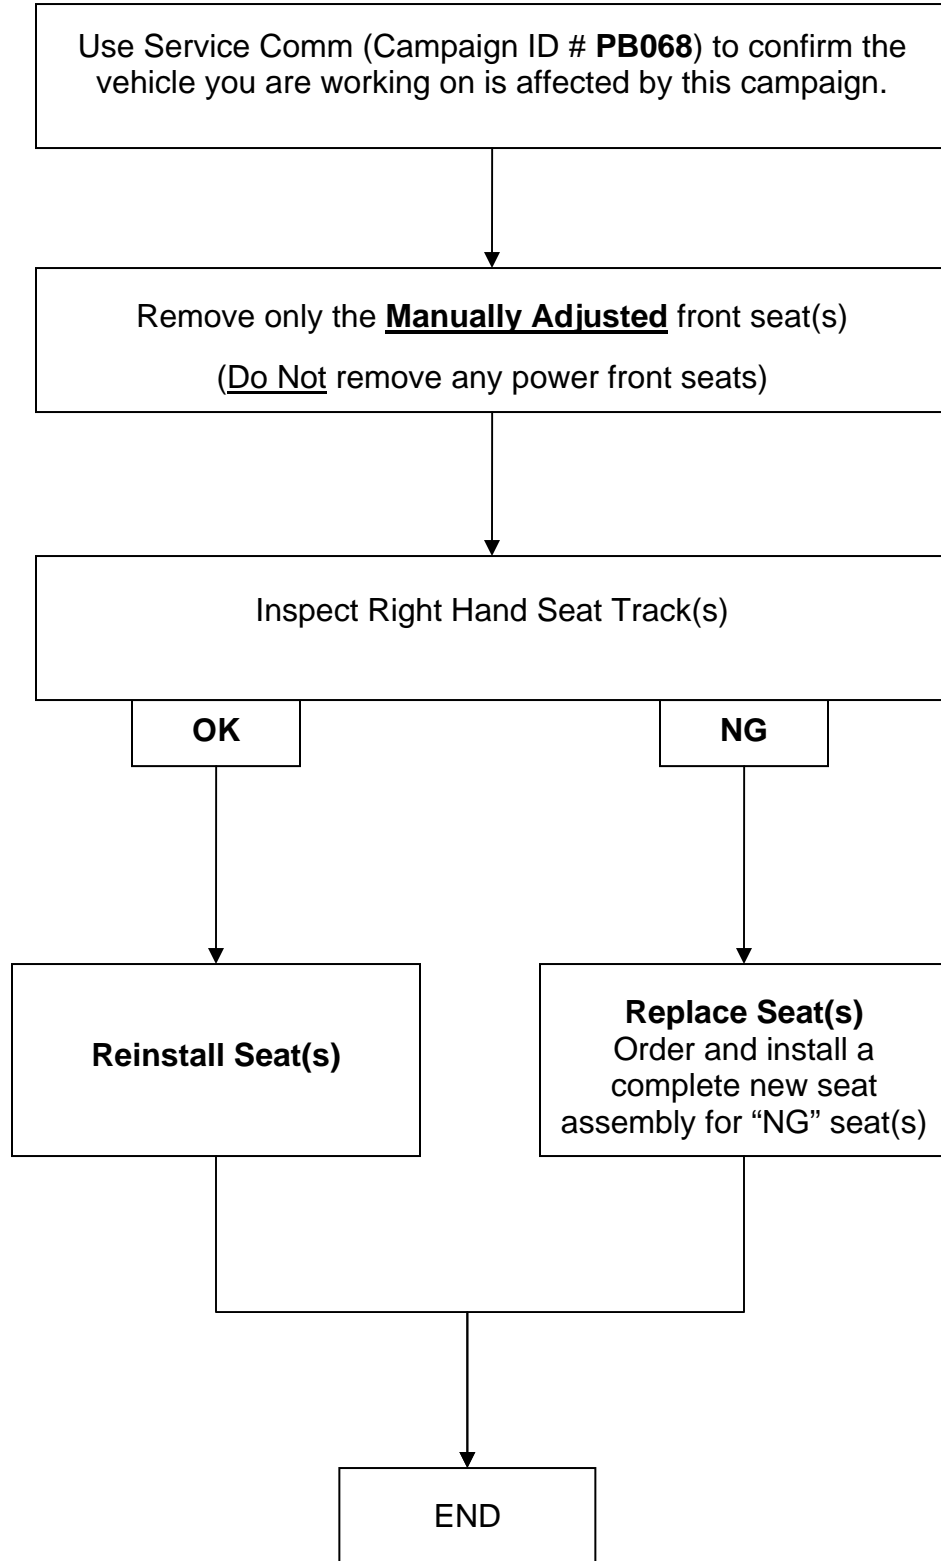 Use Service Comm (Campaign ID # PB068) to confirm the
vehicle you are working on is affected by this campaign.
Remove only the Manually Adjusted front seat(s)
(Do Not remove any power front seats)
Inspect Right Hand Seat Track(s)
OK
NG
Reinstall Seat(s)
Replace Seat(s)
Order and install a
complete new seat
assembly for “NG” seat(s)
END